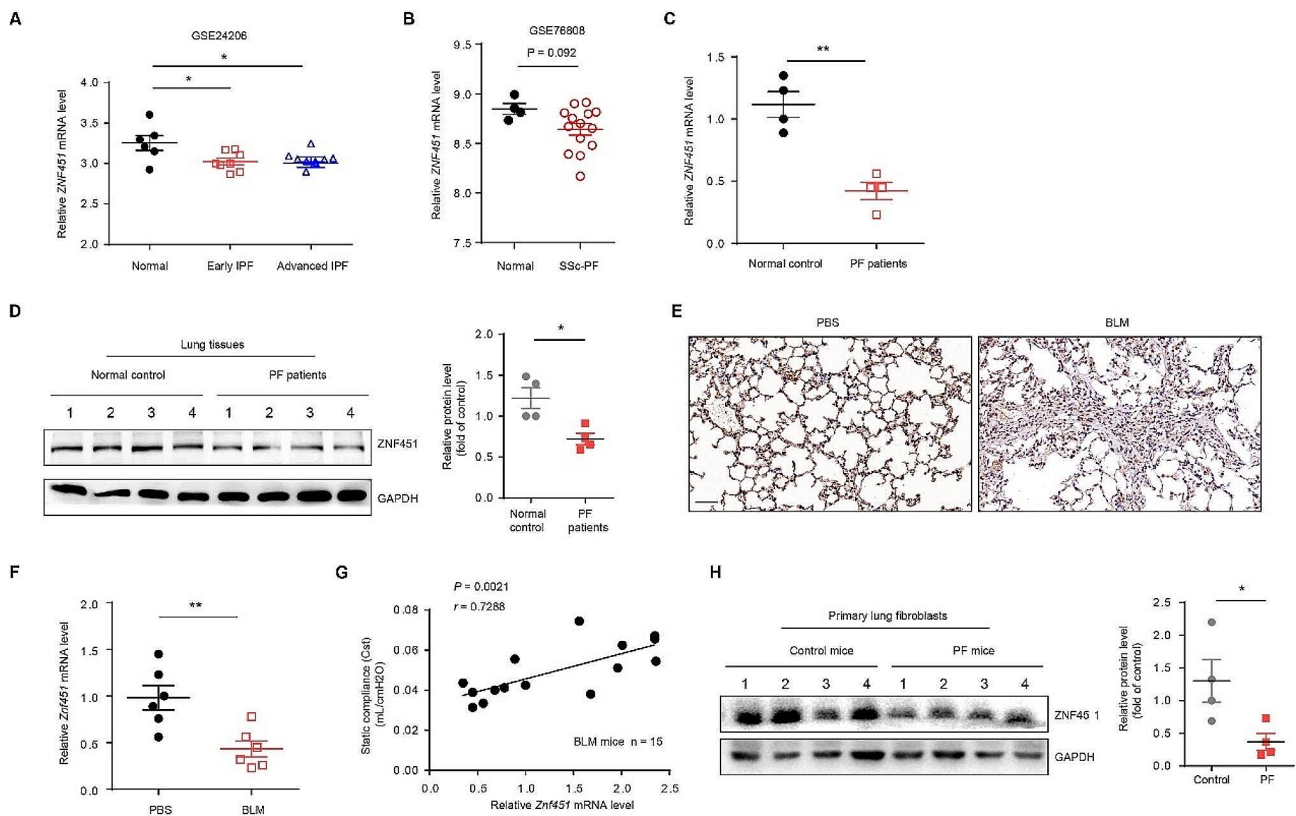 A
GSE24206
*
*
Relative ZNF451 mRNA level
4.0
3.5
3.0
2.5
2.0
Normal
Early IPF
Advanced IPF
B
GSE76808
P = 0.092
Relative ZNF451 mRNA level
9.5
9.0
8.5
8.0
7.5
Normal
SSc-PF
C
**
Relative ZNF451 mRNA level
1.5
1.0
0.5
0.0
Normal control
PF patients
D
Lung tissues
Normal control
PF patients
1 2 3 4 1 2 3 4
ZNF451
GAPDH
*
Relative protein level
(fold of control)
2.0
1.5
1.0
0.5
0.0
Normal
control
PF
patients
E
PBS
BLM
F
**
Relative Znf451 mRNA level
2.0
1.5
1.0
0.5
0.0
PBS
BLM
G
P = 0.0021
r = 0.7288
Static compliance (Cst)
(mL/cmH2O)
0.08
0.06
0.04
0.02
0.00
BLM mice n = 15
0.0 0.5 1.0 1.5 2.0 2.5
Relative Znf451 mRNA level
H
Primary lung fibroblasts
Control mice
PF mice
1 2 3 4 1 2 3 4
ZNF45 1
GAPDH
*
Relative protein level
(fold of control)
2.5
2.0
1.5
1.0
0.5
0.0
Control
PF